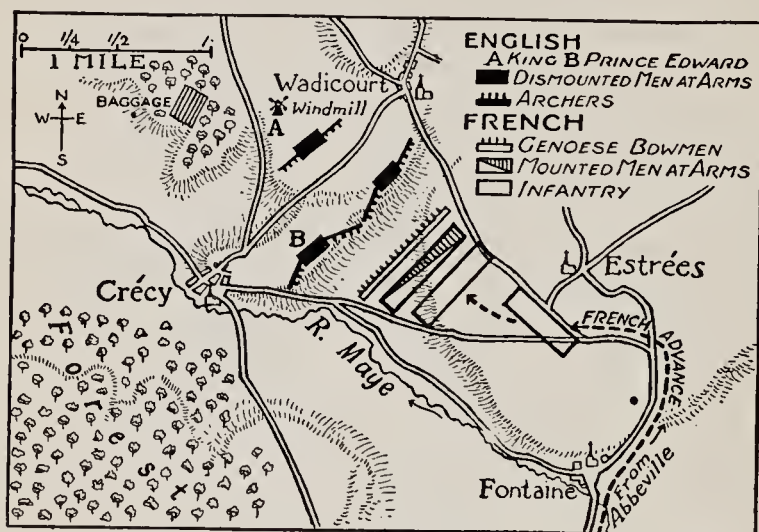 0 1/4 1/2 1.
1 MILE
BAGGAGE
N
W E
S
Wadicourt
Windmill
A
B
ENGLISH
A KING B PRINCE EDWARD
DISMOUNTED MEN AT ARMS
ARCHERS
FRENCH
GENOESE BOWMEN
MOUNTED MEN AT ARMS
INFANTRY
Estrées
Crécy
FRENCH
ADVANCE
R. Maye
Forest
Fontaine
From
Abbeville